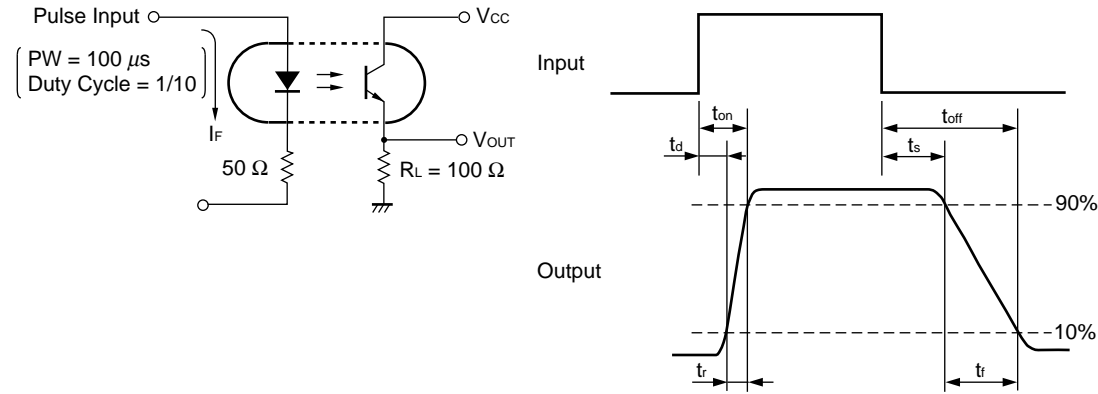 Pulse Input
VCC
PW = 100 μs
Duty Cycle = 1/10
IF
VOUT
50 Ω
RL = 100 Ω
Input
ton
toff
td
ts
90%
Output
10%
tr
tf